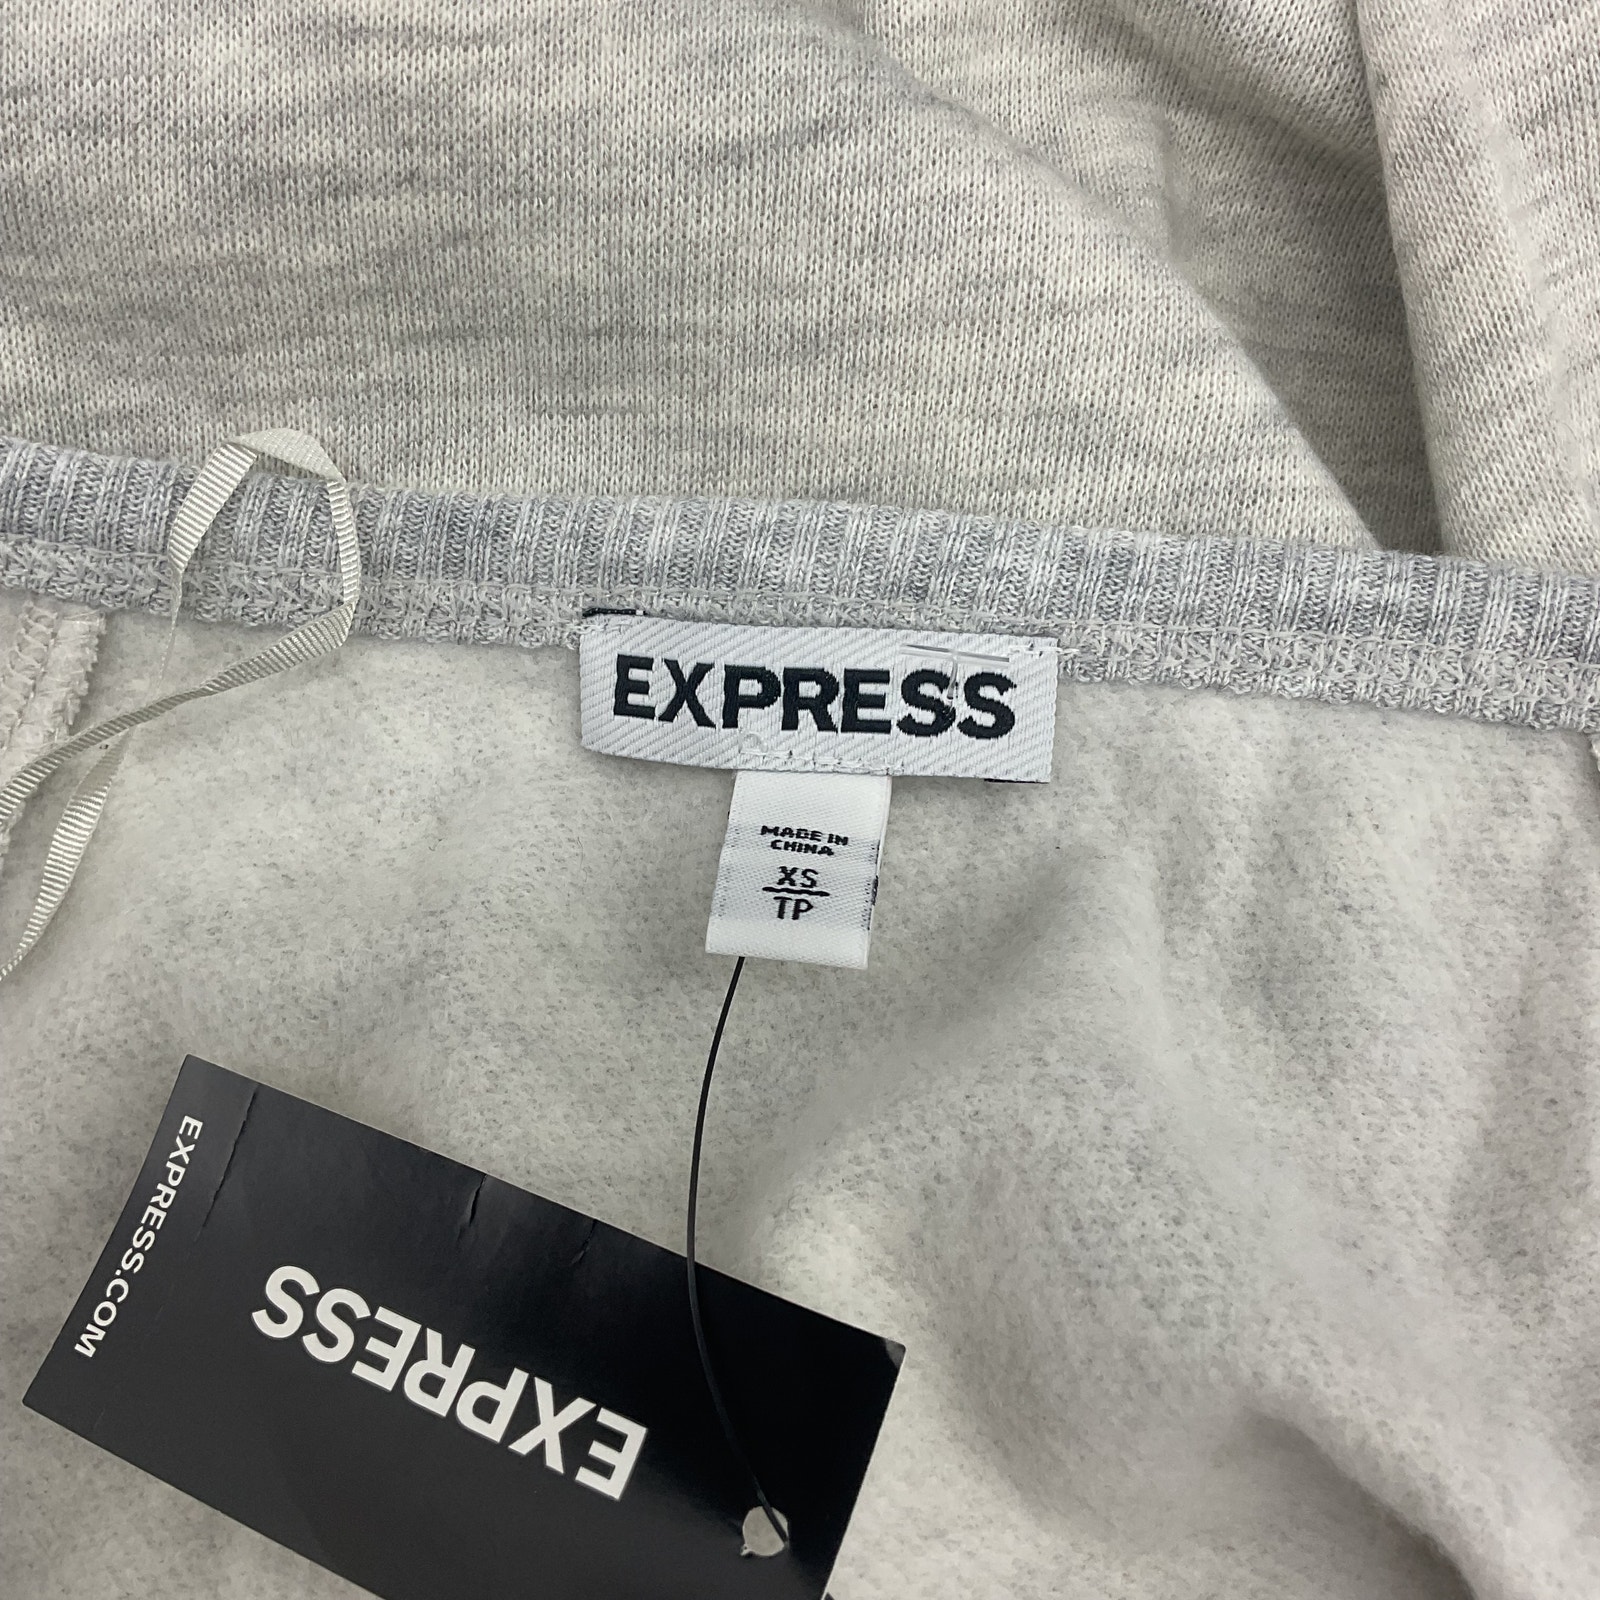 EXPRESS
MADE IN
CHINA
XS
TP
EXPRESS.COM
EXPRESS